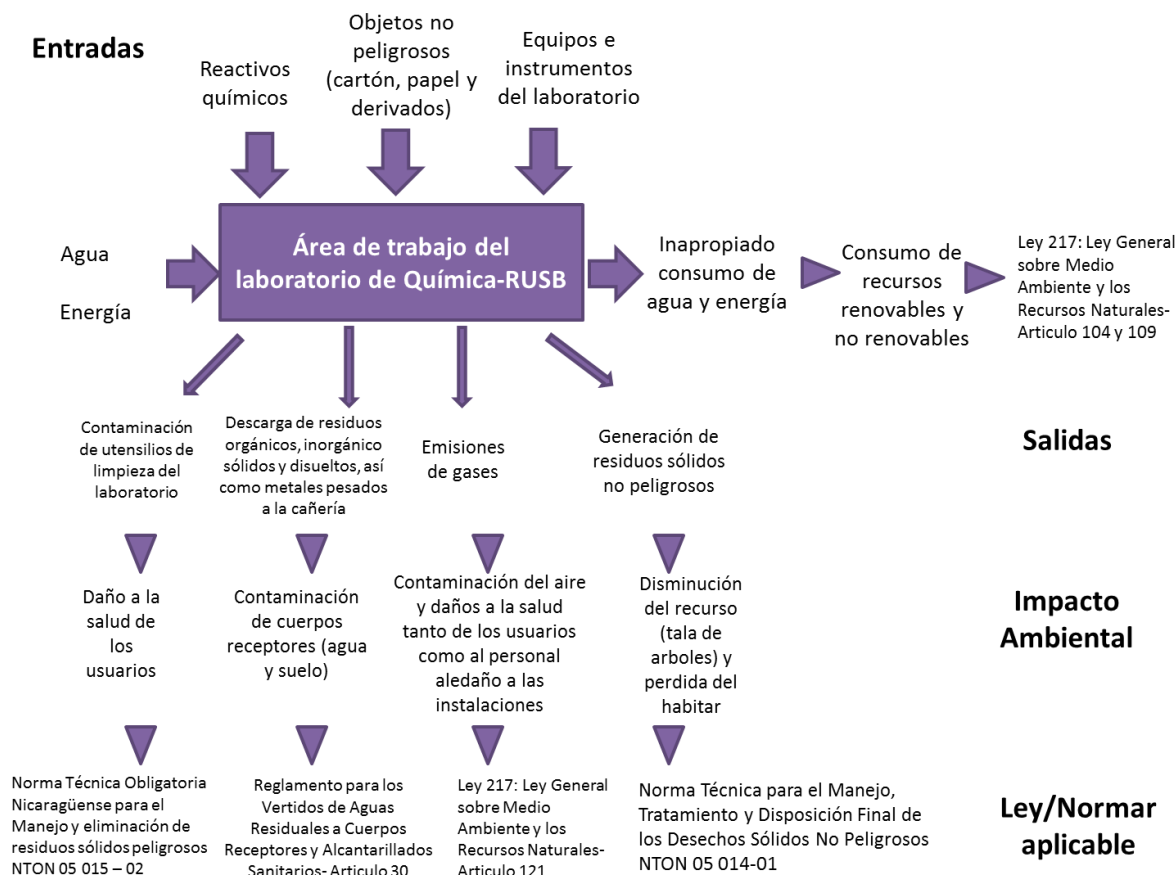 Entradas
Reactivos
químicos
Objetos no
peligrosos
(cartón, papel y
derivados)
Equipos e
instrumentos
del laboratorio
Agua
Energía
Área de trabajo del
laboratorio de Química-RUSB
Inapropiado
consumo de
agua y energía
Consumo de
recursos
renovables y
no renovables
Ley 217: Ley General
sobre Medio
Ambiente y los
Recursos Naturales-
Articulo 104 y 109
Contaminación
de utensilios de
limpieza del
laboratorio
Descarga de residuos
orgánicos, inorgánico
sólidos y disueltos, así
como metales pesados
a la cañería
Emisiones
de gases
Generación de
residuos sólidos
no peligrosos
Salidas
Daño a la
salud de
los
usuarios
Contaminación
de cuerpos
receptores (agua
y suelo)
Contaminación del aire
y daños a la salud
tanto de los usuarios
como al personal
aledaño a las
instalaciones
Disminución
del recurso
(tala de
arboles) y
perdida del
habitar
Impacto
Ambiental
Norma Técnica Obligatoria
Nicaragüense para el
Manejo y eliminación de
residuos sólidos peligrosos
NTON 05 015 – 02
Reglamento para los
Vertidos de Aguas
Residuales a Cuerpos
Receptores y Alcantarillados
Sanitarios- Articulo 30
Ley 217: Ley General
sobre Medio
Ambiente y los
Recursos Naturales-
Articulo 121
Norma Técnica para el Manejo,
Tratamiento y Disposición Final de
los Desechos Sólidos No Peligrosos
NTON 05 014-01
Ley/Normar
aplicable